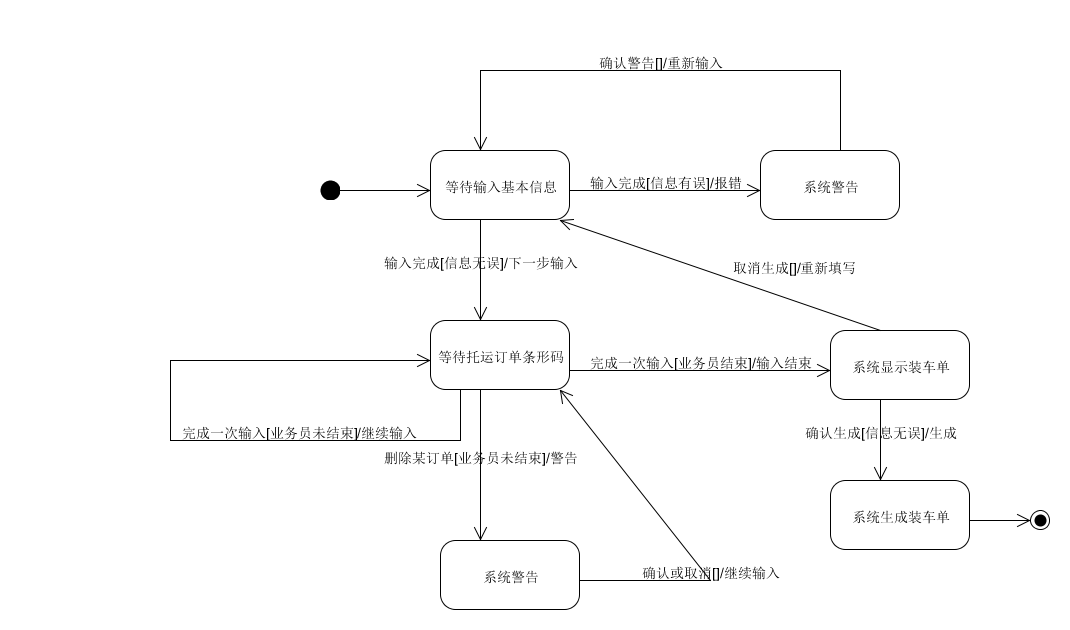 确认警告[]/重新输入
等待输入基本信息
输入完成[信息有误]/报错
系统警告
输入完成[信息无误]/下一步输入
取消生成[]/重新填写
等待托运订单条形码
完成一次输入[业务员结束]/输入结束
系统显示装车单
完成一次输入[业务员未结束]/继续输入
确认生成[信息无误]/生成
删除某订单[业务员未结束]/警告
系统生成装车单
系统警告
确认或取消[]/继续输入